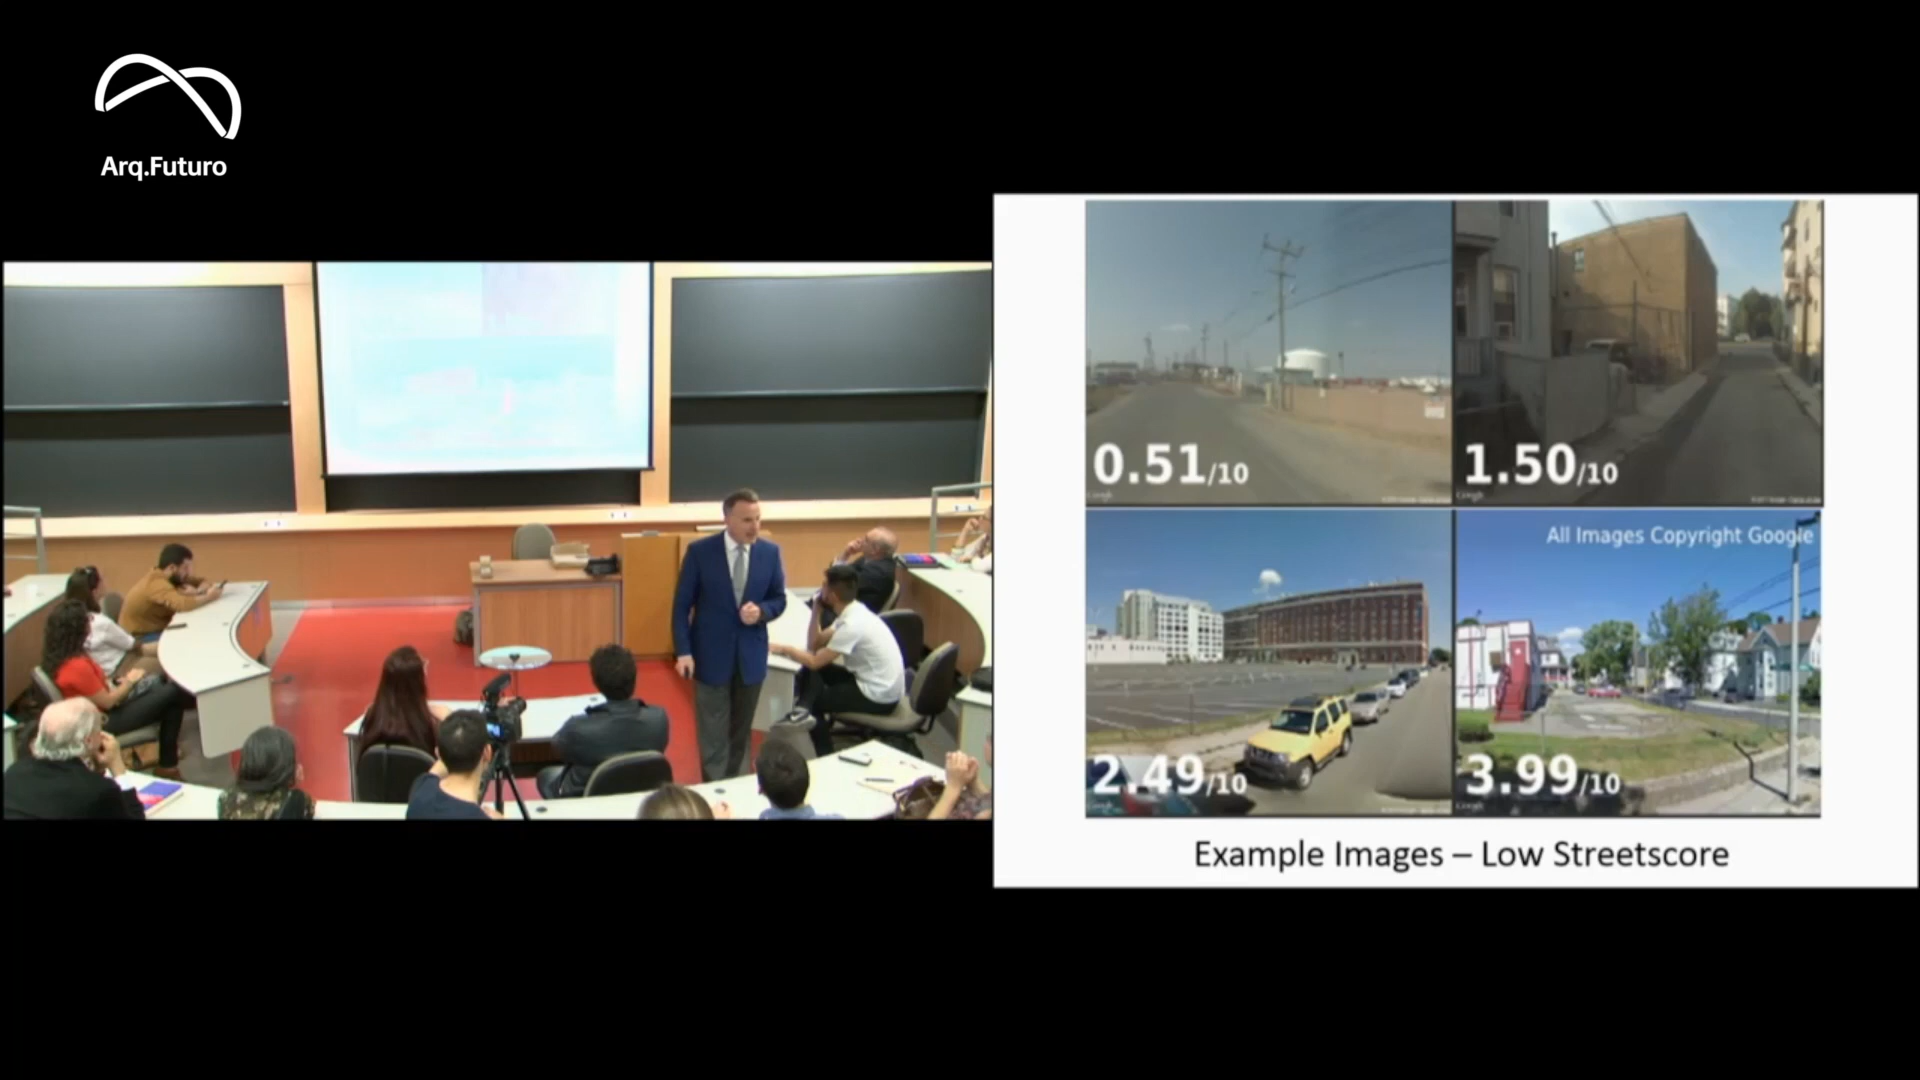 Arq.Futuro
0.51/10
1.50/10
All Images Copyright Google
2.49/10
3.99/10
Example Images – Low Streetscore